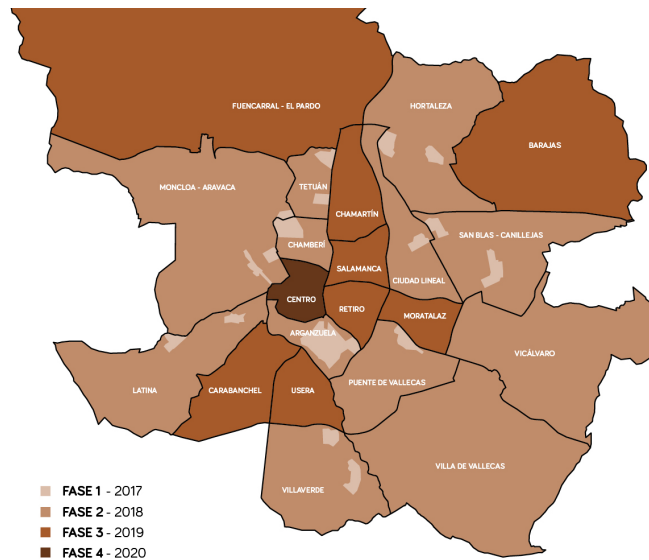 FUENCARRAL - EL PARDO
HORTALEZA
BARAJAS
MONCLOA - ARAVACA
TETUÁN
CHAMARTÍN
CHAMBERÍ
SAN BLAS - CANILLEJAS
SALAMANCA
CIUDAD LINEAL
CENTRO
RETIRO
MORATALAZ
ARGANZUELA
VICÁLVARO
LATINA
CARABANCHEL
USERA
PUENTE DE VALLECAS
VILLA DE VALLECAS
VILLAVERDE
FASE 1 - 2017
FASE 2 - 2018
FASE 3 - 2019
FASE 4 - 2020